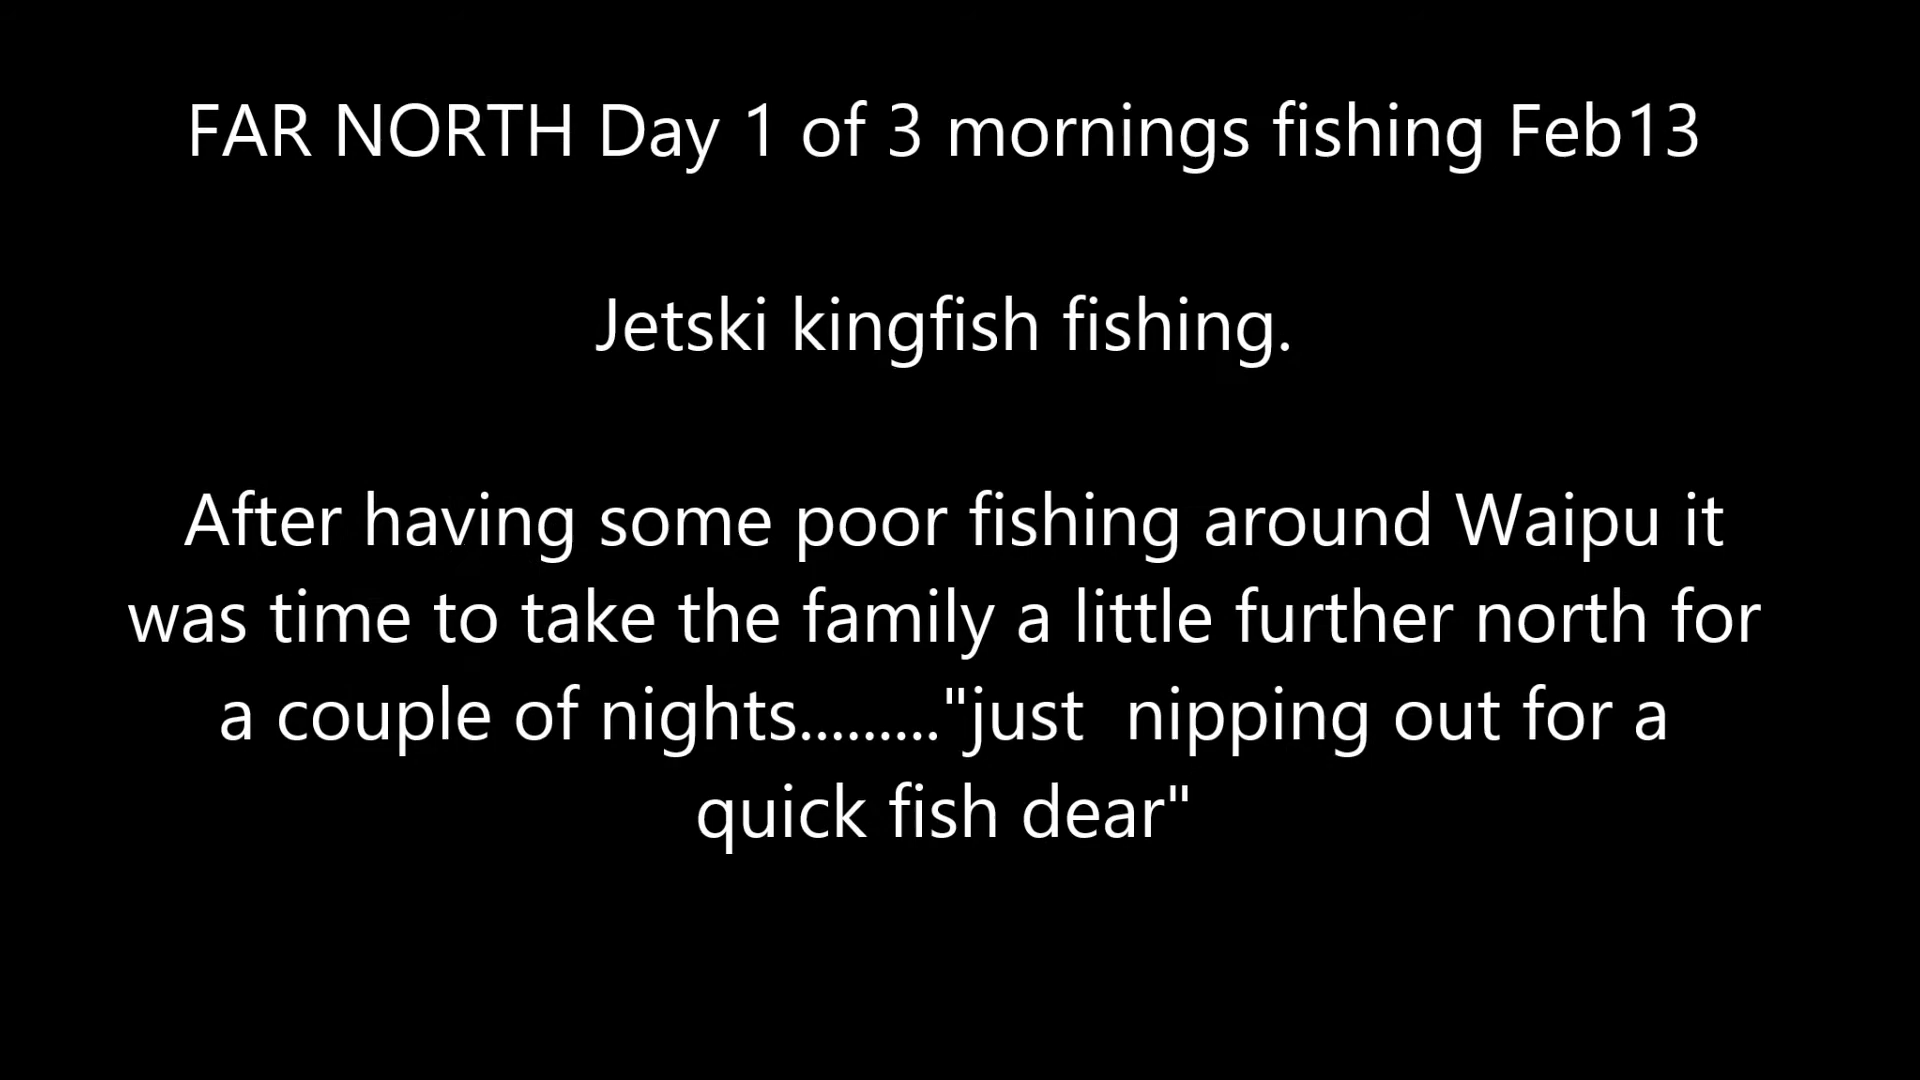 FAR NORTH Day 1 of 3 mornings fishing Feb13
Jetski kingfish fishing.
After having some poor fishing around Waipu it
was time to take the family a little further north for
a couple of nights........."just  nipping out for a
quick fish dear"